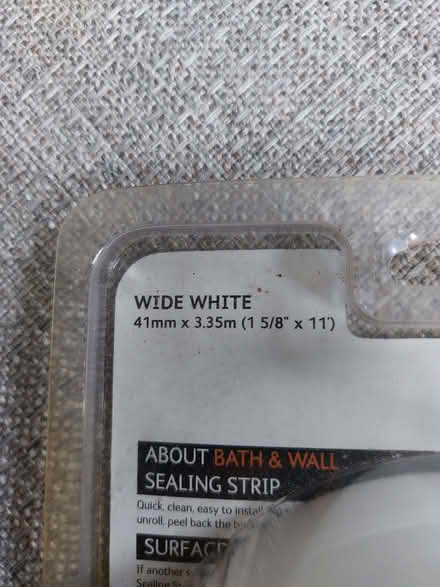 WIDE WHITE
41mm x 3.35m (1 5/8" x 11')
ABOUT BATH & WALL
SEALING STRIP
Quick, clean, easy to install
unroll, peel back the
SURFAC
If another s
Sealing